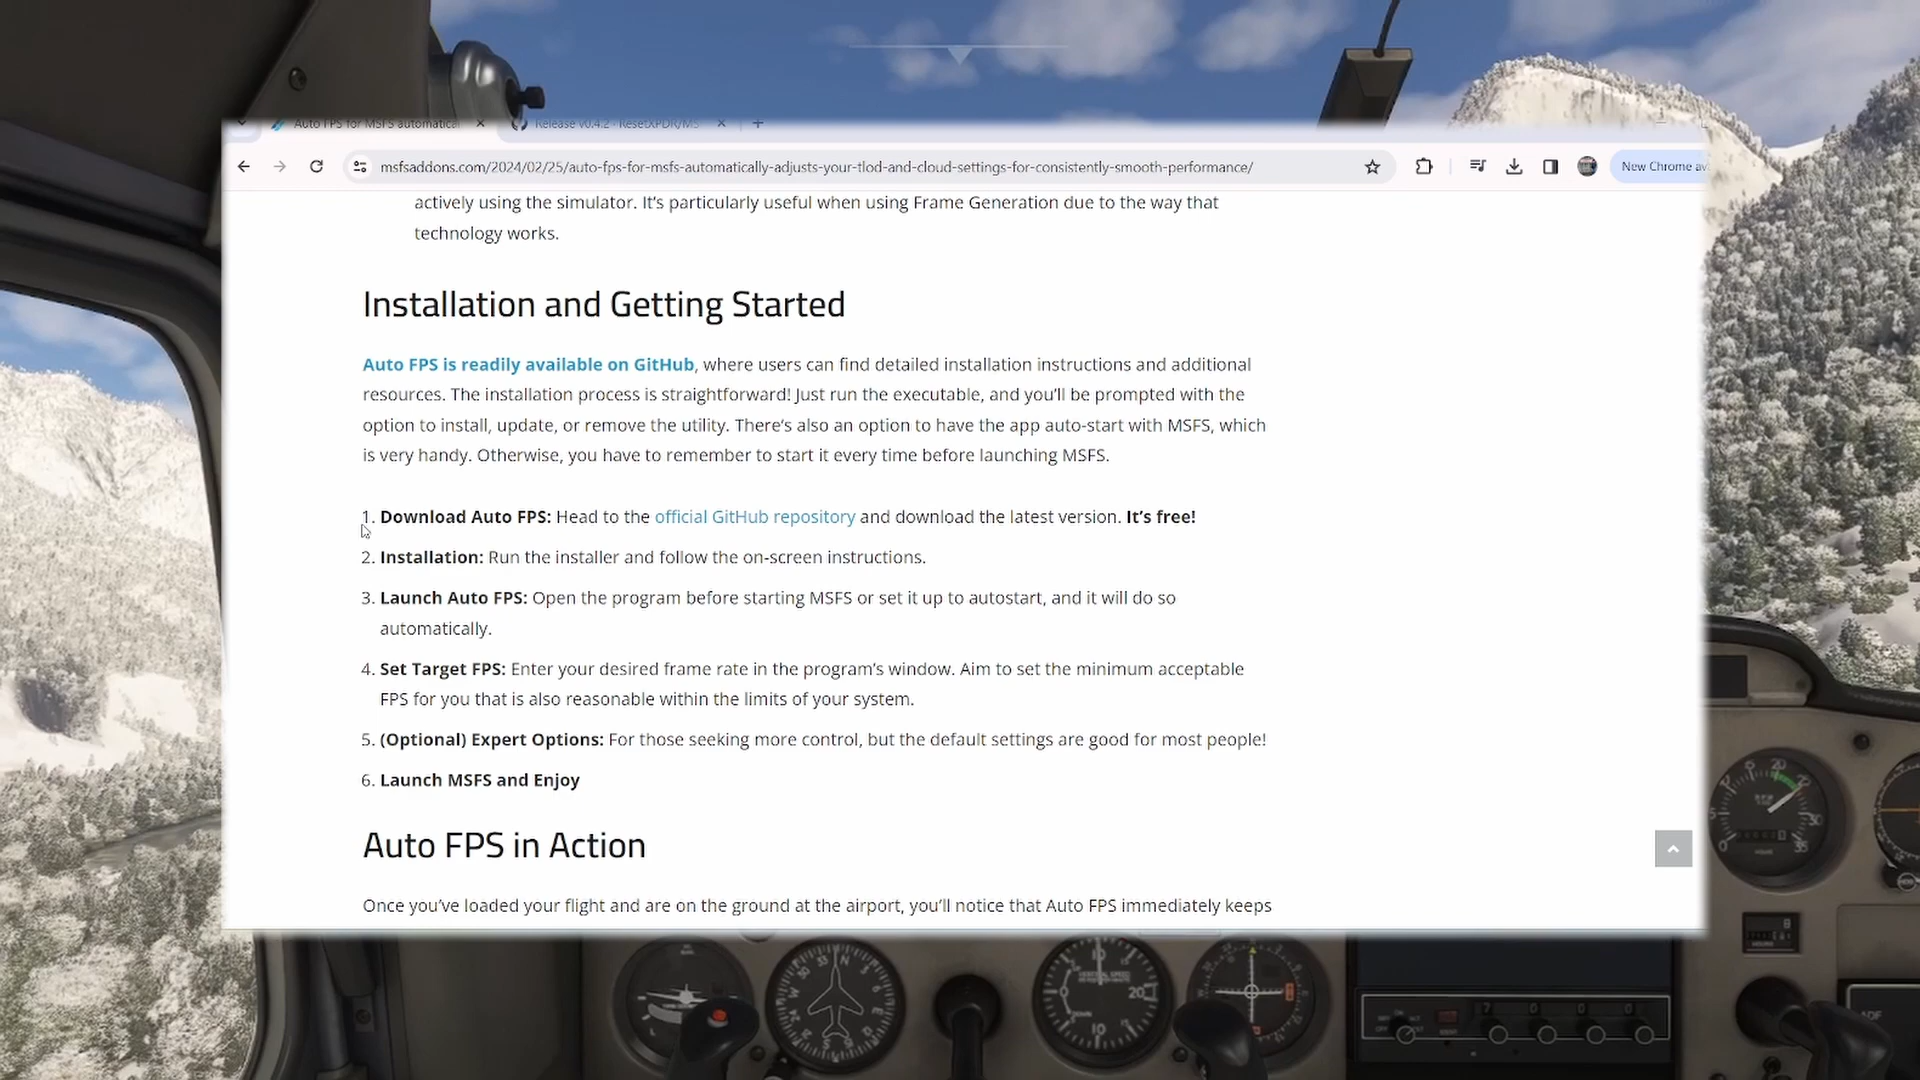 Auto FPS for MSFS automatical
Release v0.4.2 · ResetXPDR/MS
msfsaddons.com/2024/02/25/auto-fps-for-msfs-automatically-adjusts-your-tlod-and-cloud-settings-for-consistently-smooth-performance/
New Chrome av
actively using the simulator. It’s particularly useful when using Frame Generation due to the way that
technology works.
Installation and Getting Started
Auto FPS is readily available on GitHub, where users can find detailed installation instructions and additional
resources. The installation process is straightforward! Just run the executable, and you’ll be prompted with the
option to install, update, or remove the utility. There’s also an option to have the app auto-start with MSFS, which
is very handy. Otherwise, you have to remember to start it every time before launching MSFS.
1. Download Auto FPS: Head to the official GitHub repository and download the latest version. It’s free!
2. Installation: Run the installer and follow the on-screen instructions.
3. Launch Auto FPS: Open the program before starting MSFS or set it up to autostart, and it will do so
automatically.
4. Set Target FPS: Enter your desired frame rate in the program’s window. Aim to set the minimum acceptable
FPS for you that is also reasonable within the limits of your system.
5. (Optional) Expert Options: For those seeking more control, but the default settings are good for most people!
6. Launch MSFS and Enjoy
Auto FPS in Action
Once you’ve loaded your flight and are on the ground at the airport, you’ll notice that Auto FPS immediately keeps